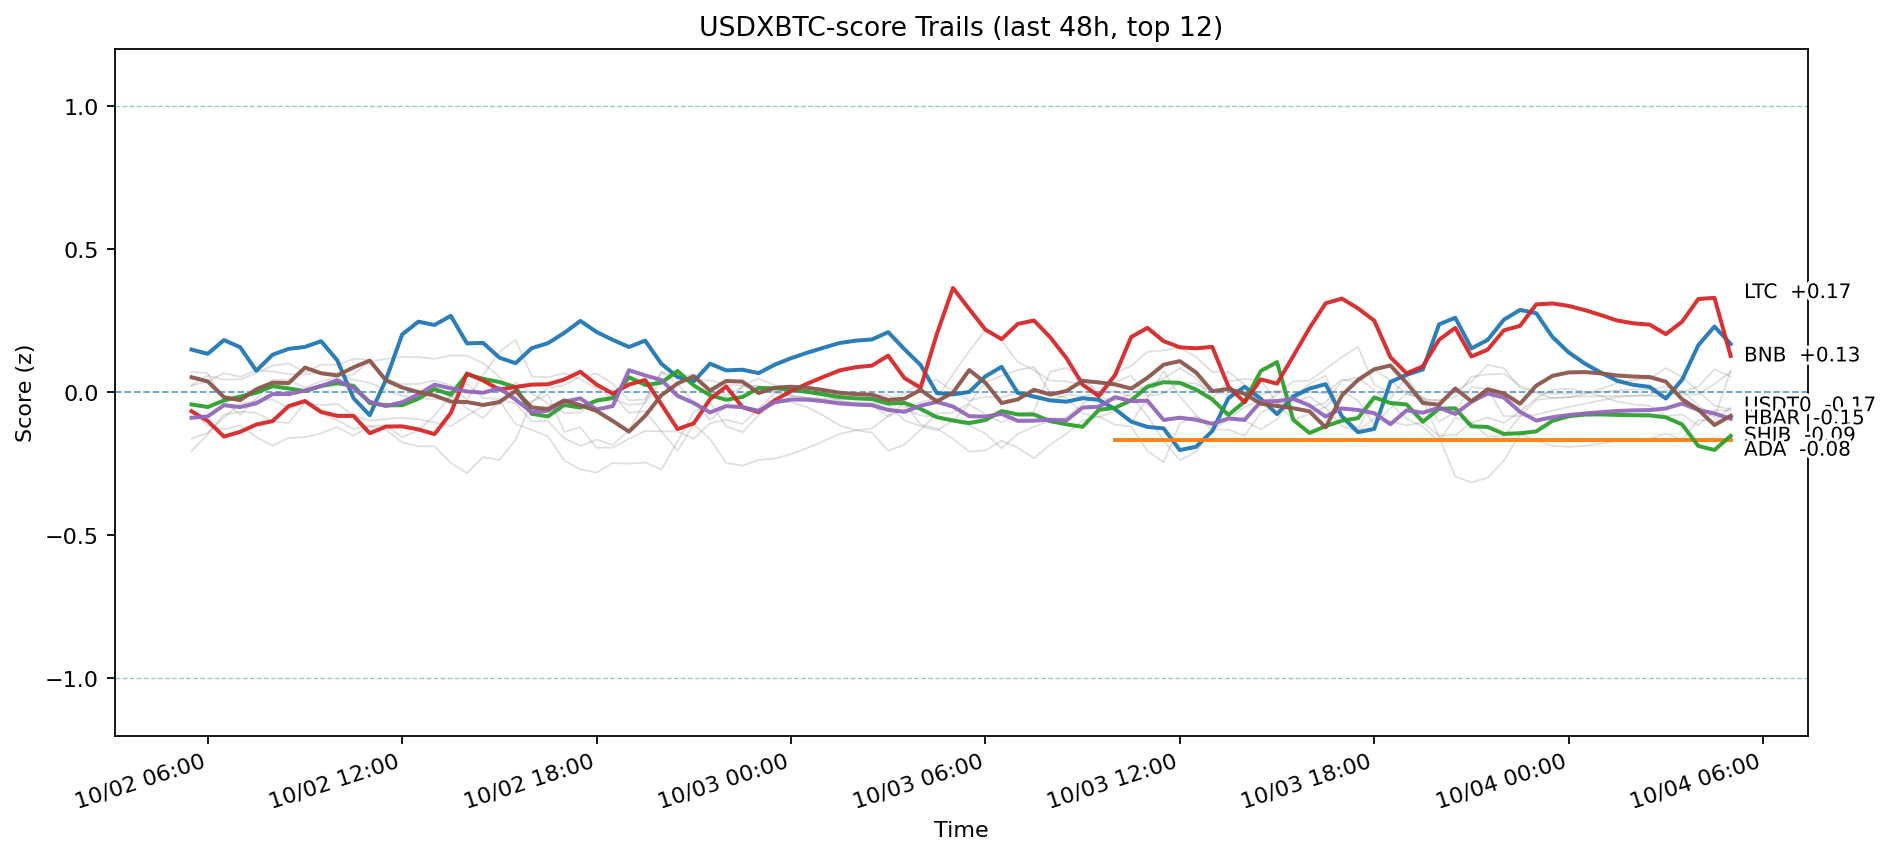 USDXBTC-score Trails (last 48h, top 12)
Score (z)
1.0
0.5
0.0
−0.5
−1.0
LTC +0.17
BNB +0.13
USDT0 -0.17
HBAR -0.15
SHIB -0.09
ADA -0.08
10/02 06:00
10/02 12:00
10/02 18:00
10/03 00:00
10/03 06:00
10/03 12:00
10/03 18:00
10/04 00:00
10/04 06:00
Time